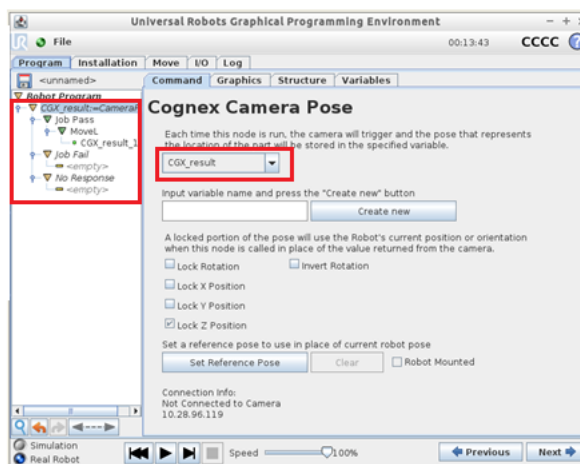 Universal Robots Graphical Programming Environment
File
00:13:43
CCCC
?
Program Installation Move I/O Log
<unnamed>
Command Graphics Structure Variables
Robot Program
CGX_result:=CameraP
Job Pass
MoveL
CGX_result_1
Job Fail
<empty>
No Response
<empty>
Cognex Camera Pose
Each time this node is run, the camera will trigger and the pose that represents
the location of the part will be stored in the specified variable.
CGX_result
Input variable name and press the "Create new" button
Create new
A locked portion of the pose will use the Robot's current position or orientation
when this node is called in place of the value returned from the camera.
Lock Rotation
Invert Rotation
Lock X Position
Lock Y Position
Lock Z Position
Set a reference pose to use in place of current robot pose
Set Reference Pose
Clear
Robot Mounted
Connection Info:
Not Connected to Camera
10.28.96.119
Simulation
Real Robot
Speed
100%
Previous
Next